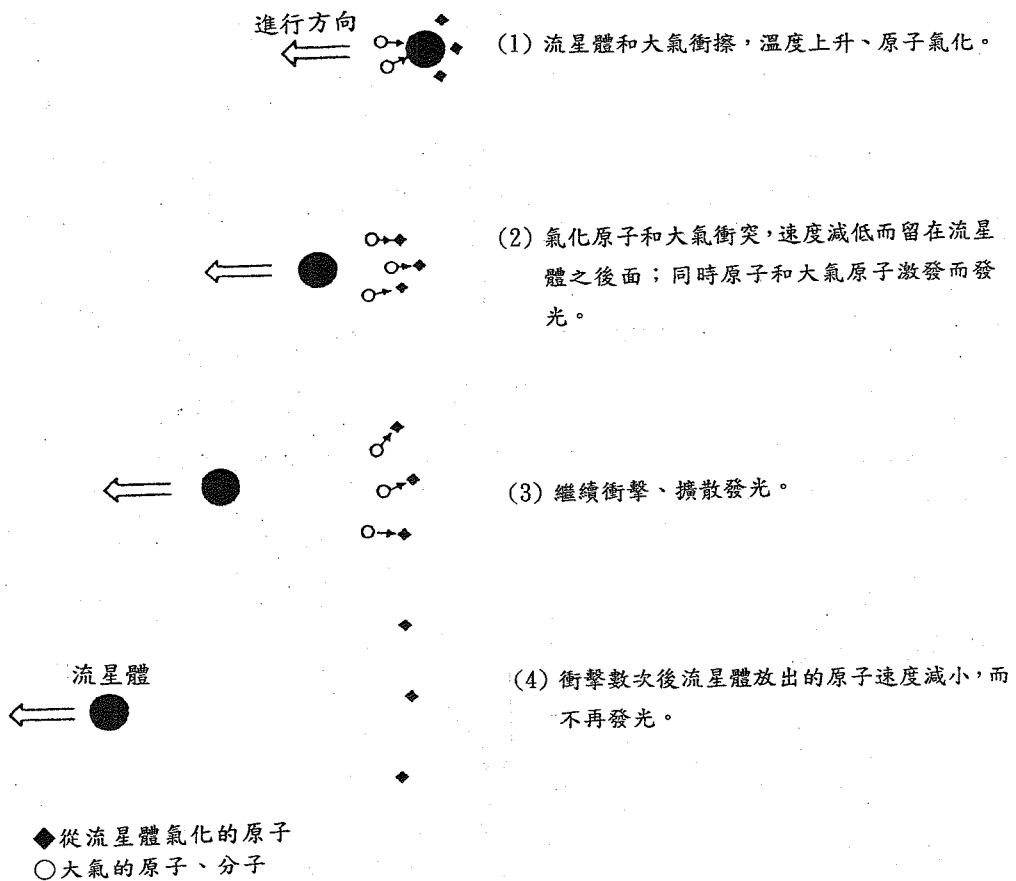 進行方向
(1) 流星體和大氣衝擦，溫度上升、原子氣化。
(2) 氣化原子和大氣衝突，速度減低而留在流星
體之後面；同時原子和大氣原子激發而發
光。
(3) 繼續衝擊、擴散發光。
流星體
(4) 衝擊數次後流星體放出的原子速度減小，而
不再發光。
◆從流星體氣化的原子
○大氣的原子、分子